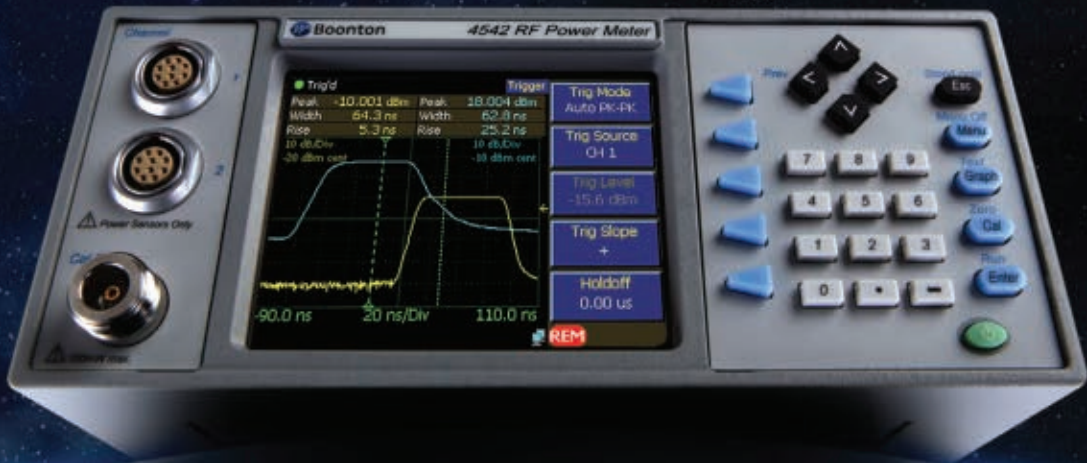 Channel
1
2
Power Sensors Only
Boonton
4542 RF Power Meter
Trig'd
Trigger
Peak -10.001 dBm Peak 18.004 dBm
Width 64.3 ns Width 62.8 ns
Rise 5.3 ns Rise 25.2 ns
10 dB/Div 10 dB/Div
-20 dBm cent -10 dBm cent
-90.0 ns 20 ns/Div 110.0 ns
REM
Trig Mode
Auto PK-PK
Trig Source
CH 1
Trig Level
-15.6 dBm
Trig Slope
+
Holdoff
0.00 us
Prev
Esc
Menu
Text
Graph
Zero
Cal
Run
Enter
7 8 9
4 5 6
1 2 3
0 • -